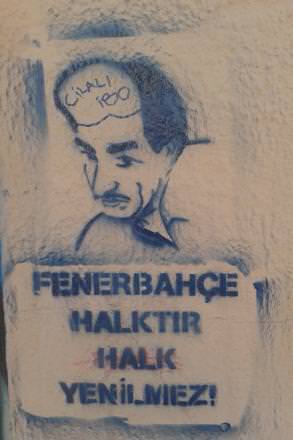 CİLALI
İBO
FENERBAHÇE
HALKTIR
HALK
YENİLMEZ!